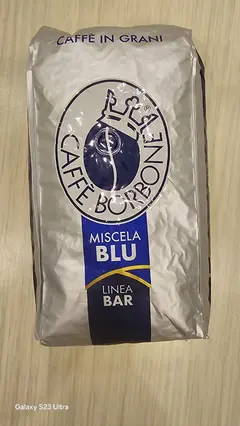 CAFFÈ IN GRANI
CAFFÈ BORBONE
MISCELA
BLU
LINEA
BAR
Galaxy S23 Ultra